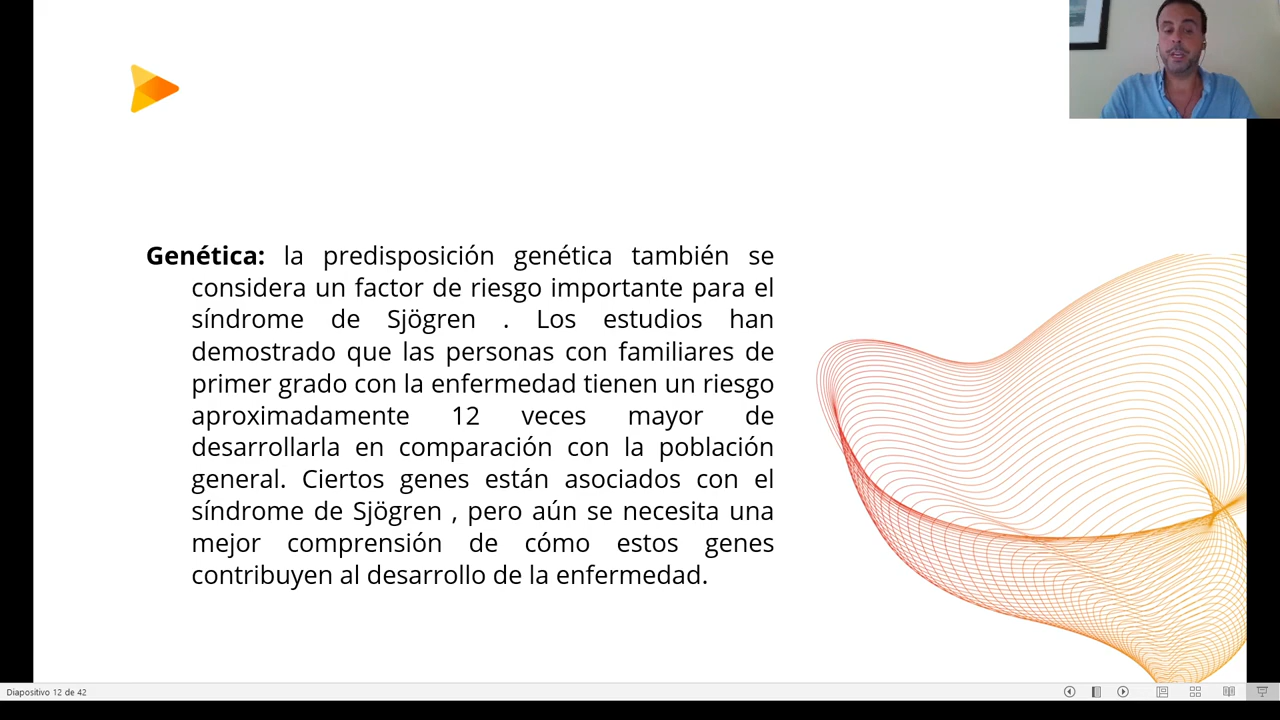 Genética: la predisposición genética también se
considera un factor de riesgo importante para el
síndrome de Sjögren . Los estudios han
demostrado que las personas con familiares de
primer grado con la enfermedad tienen un riesgo
aproximadamente 12 veces mayor de
desarrollarla en comparación con la población
general. Ciertos genes están asociados con el
síndrome de Sjögren , pero aún se necesita una
mejor comprensión de cómo estos genes
contribuyen al desarrollo de la enfermedad.
Diapositivo 12 de 42